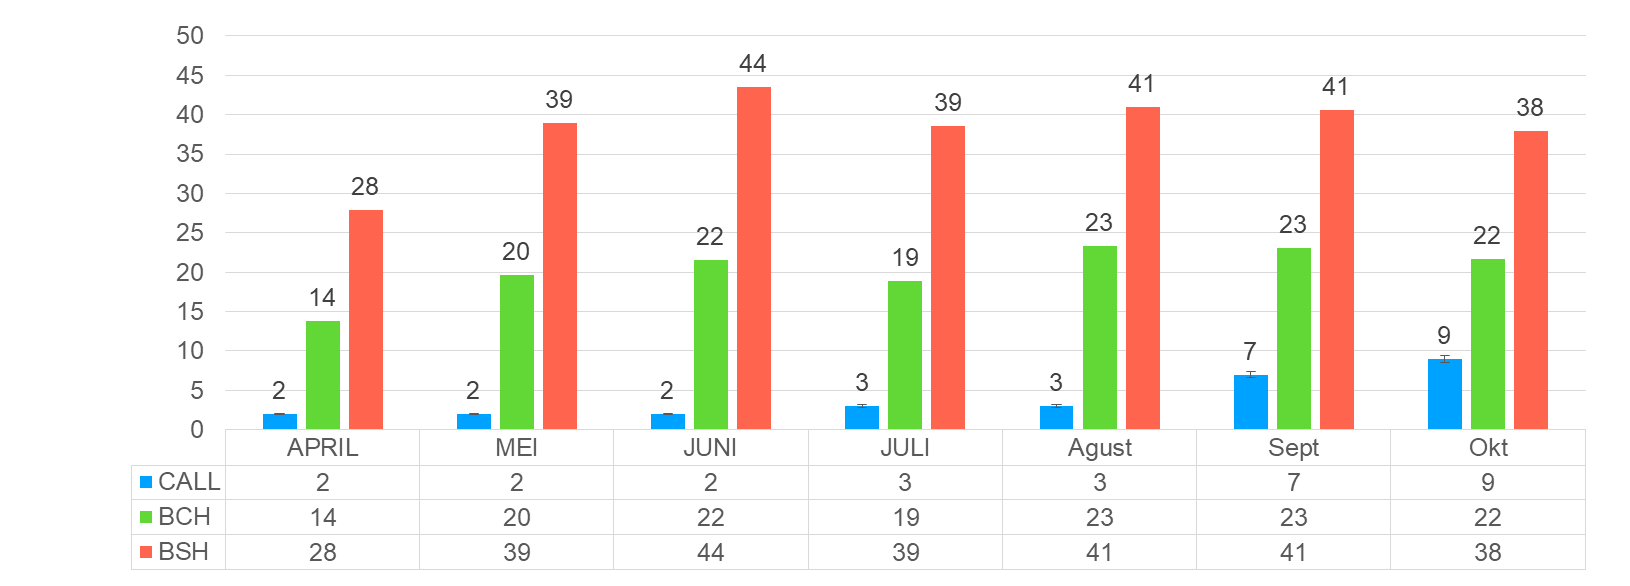 50
45
40
35
30
25
20
15
10
5
0
2 14 28
2 20 39
2 22 44
3 19 39
3 23 41
7 23 41
9 22 38
APRIL MEI JUNI JULI Agust Sept Okt
CALL 2 2 2 3 3 7 9
BCH 14 20 22 19 23 23 22
BSH 28 39 44 39 41 41 38